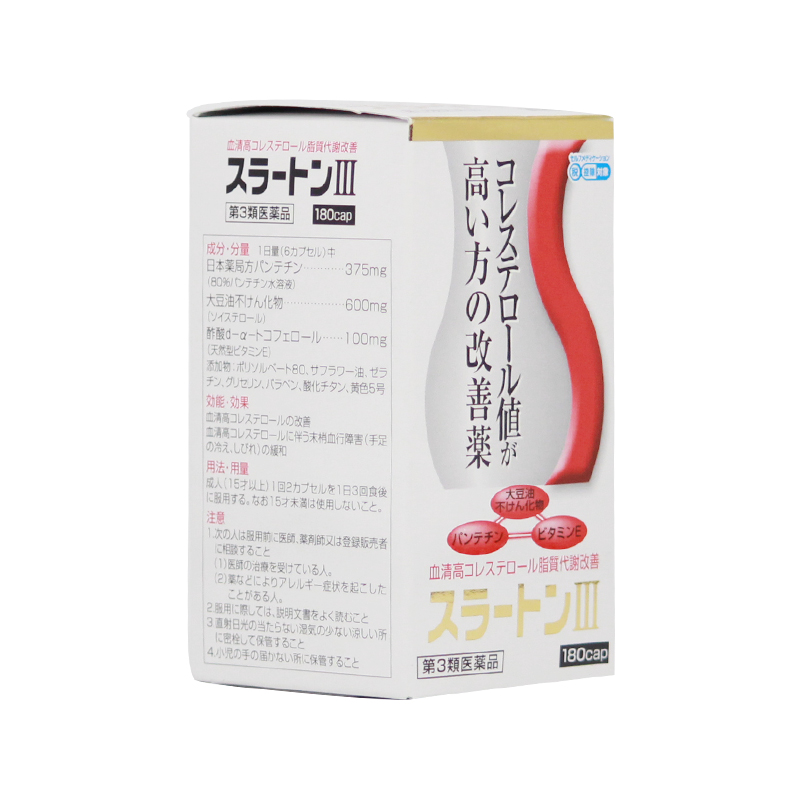 血清高コレステロール脂質代謝改善
スラートンⅢ
第3類医薬品
180cap
成分・分量 1日量(6カプセル)中
日本薬局方パンテチン…………375mg
(80%パンテチン水溶液)
大豆油不けん化物………………600mg
(ソイステロール)
酢酸d-α-トコフェロール……100mg
(天然型ビタミンE)
添加物:ポリソルベート80、サフラワー油、ゼラ
チン、グリセリン、パラベン、酸化チタン、黄色5号
効能・効果
血清高コレステロールの改善
血清高コレステロールに伴う末梢血行障害(手足
の冷え、しびれ)の緩和
用法・用量
成人(15才以上)1回2カプセルを1日3回食後
に服用する。なお15才未満は使用しないこと。
注意
1.次の人は服用前に医師、薬剤師又は登録販売者
に相談すること
(1)医師の治療を受けている人。
(2)薬などによりアレルギー症状を起こした
ことがある人。
2.服用に際しては、説明文書をよく読むこと
3.直射日光の当たらない湿気の少ない涼しい所
に密栓して保管すること
4.小児の手の届かない所に保管すること
セルフメディケーション
税 控除 対象
コレステロール値が
高い方の改善薬
大豆油
不けん化物
パンテチン
ビタミンE
血清高コレステロール脂質代謝改善
スラートンⅢ
第3類医薬品
180cap